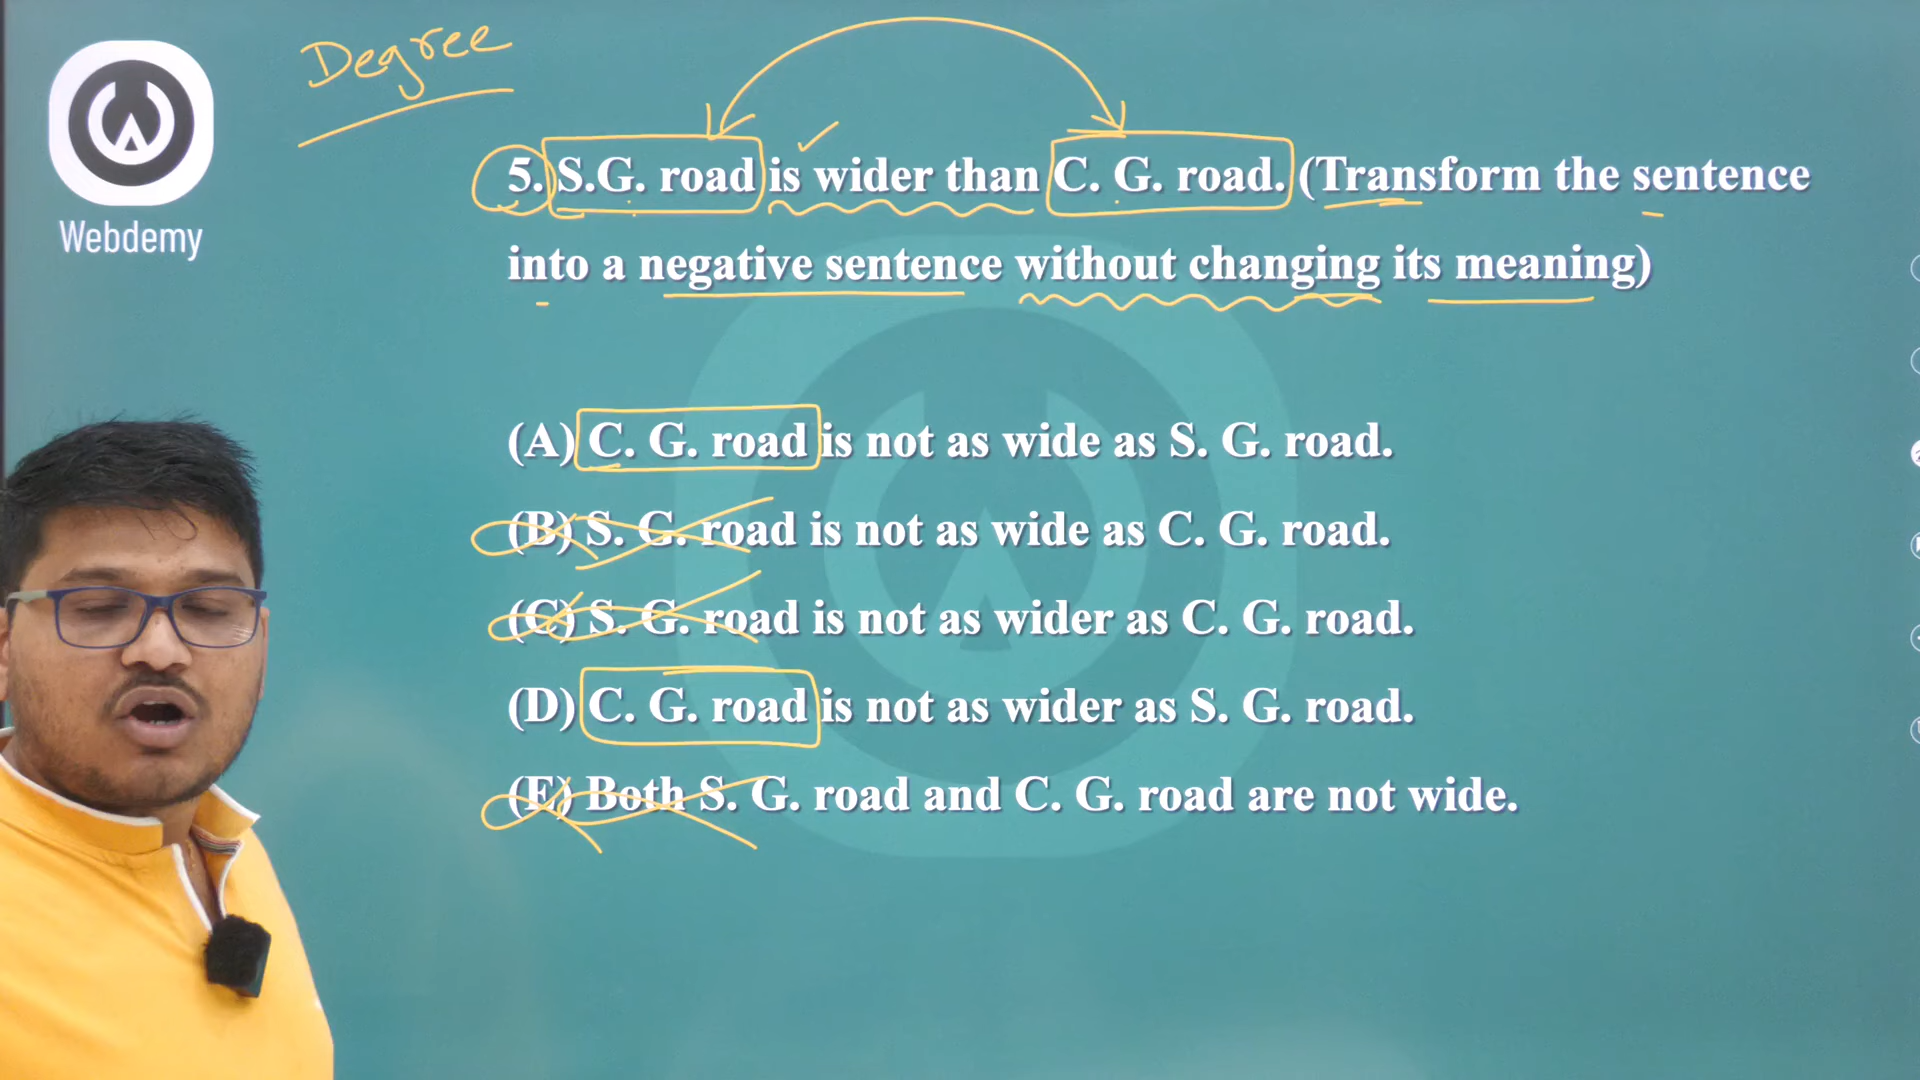 Degree
Webdemy
5. S.G. road is wider than C. G. road. (Transform the sentence
into a negative sentence without changing its meaning)
(A) C. G. road is not as wide as S. G. road.
(B) S. G. road is not as wide as C. G. road.
(C) S. G. road is not as wider as C. G. road.
(D) C. G. road is not as wider as S. G. road.
(E) Both S. G. road and C. G. road are not wide.